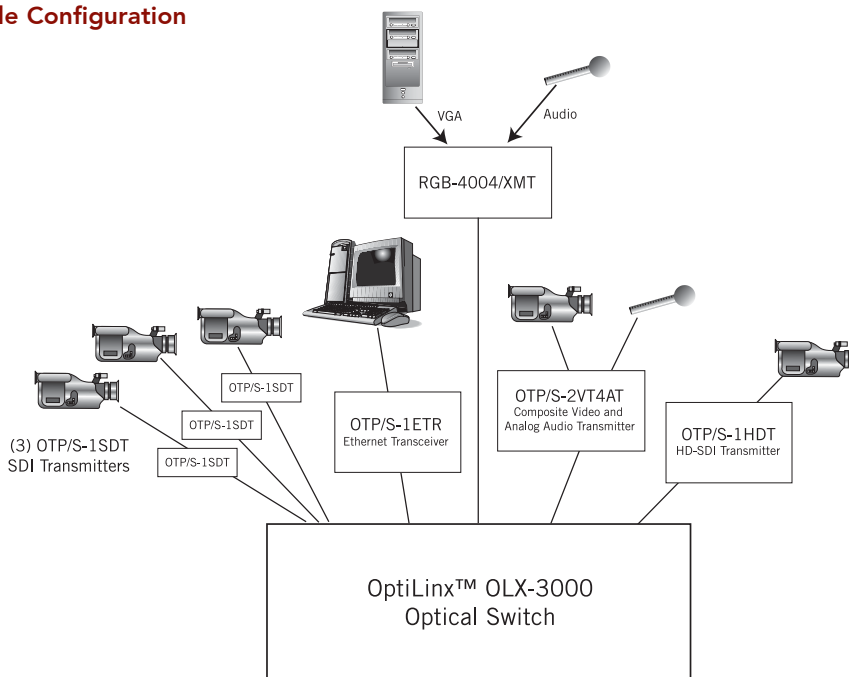 le Configuration
VGA
Audio
RGB-4004/XMT
OTP/S-1SDT
OTP/S-1SDT
OTP/S-1SDT
(3) OTP/S-1SDT
SDI Transmitters
OTP/S-1ETR
Ethernet Transceiver
OTP/S-2VT4AT
Composite Video and
Analog Audio Transmitter
OTP/S-1HDT
HD-SDI Transmitter
OptiLinx™ OLX-3000
Optical Switch